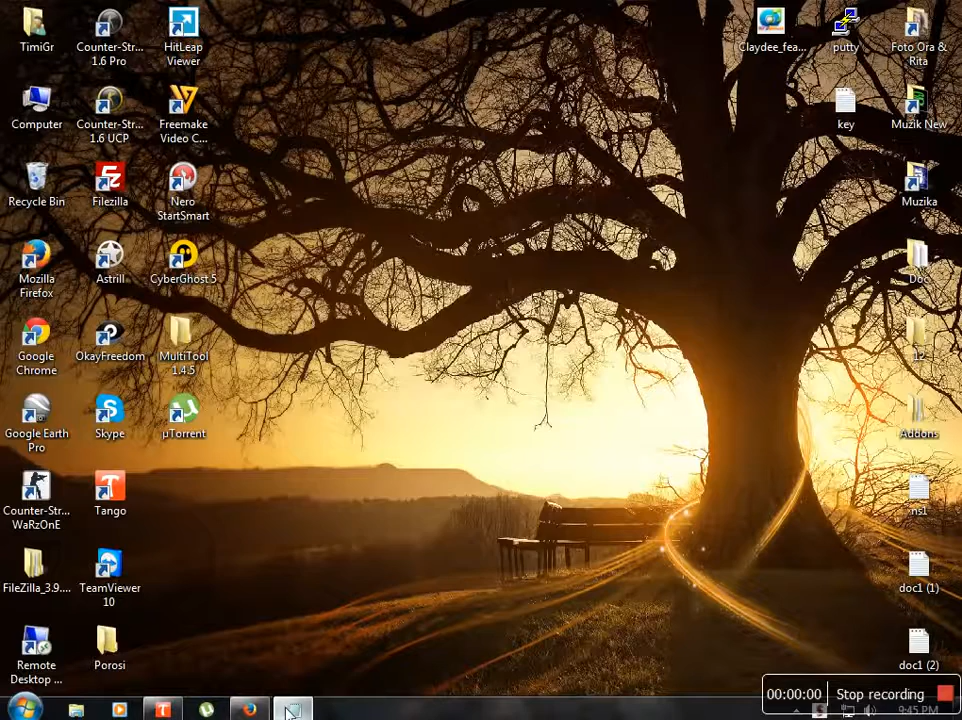 TimiGr
Counter-Str...
1.6 Pro
HitLeap
Viewer
Claydee_fea...
putty
Foto Ora &
Rita
Computer
Counter-Str...
1.6 UCP
Freemake
Video C...
key
Muzik New
Recycle Bin
Filezilla
Nero
StartSmart
Muzika
Mozilla
Firefox
Astrill
CyberGhost 5
Doc
Google
Chrome
OkayFreedom
MultiTool
1.4.5
12
Google Earth
Pro
Skype
µTorrent
Addons
Counter-Str...
WaRzOnE
Tango
ns1
FileZilla_3.9....
TeamViewer
10
doc1 (1)
Remote
Desktop ...
Porosi
doc1 (2)
00:00:00
Stop recording
9:45 PM